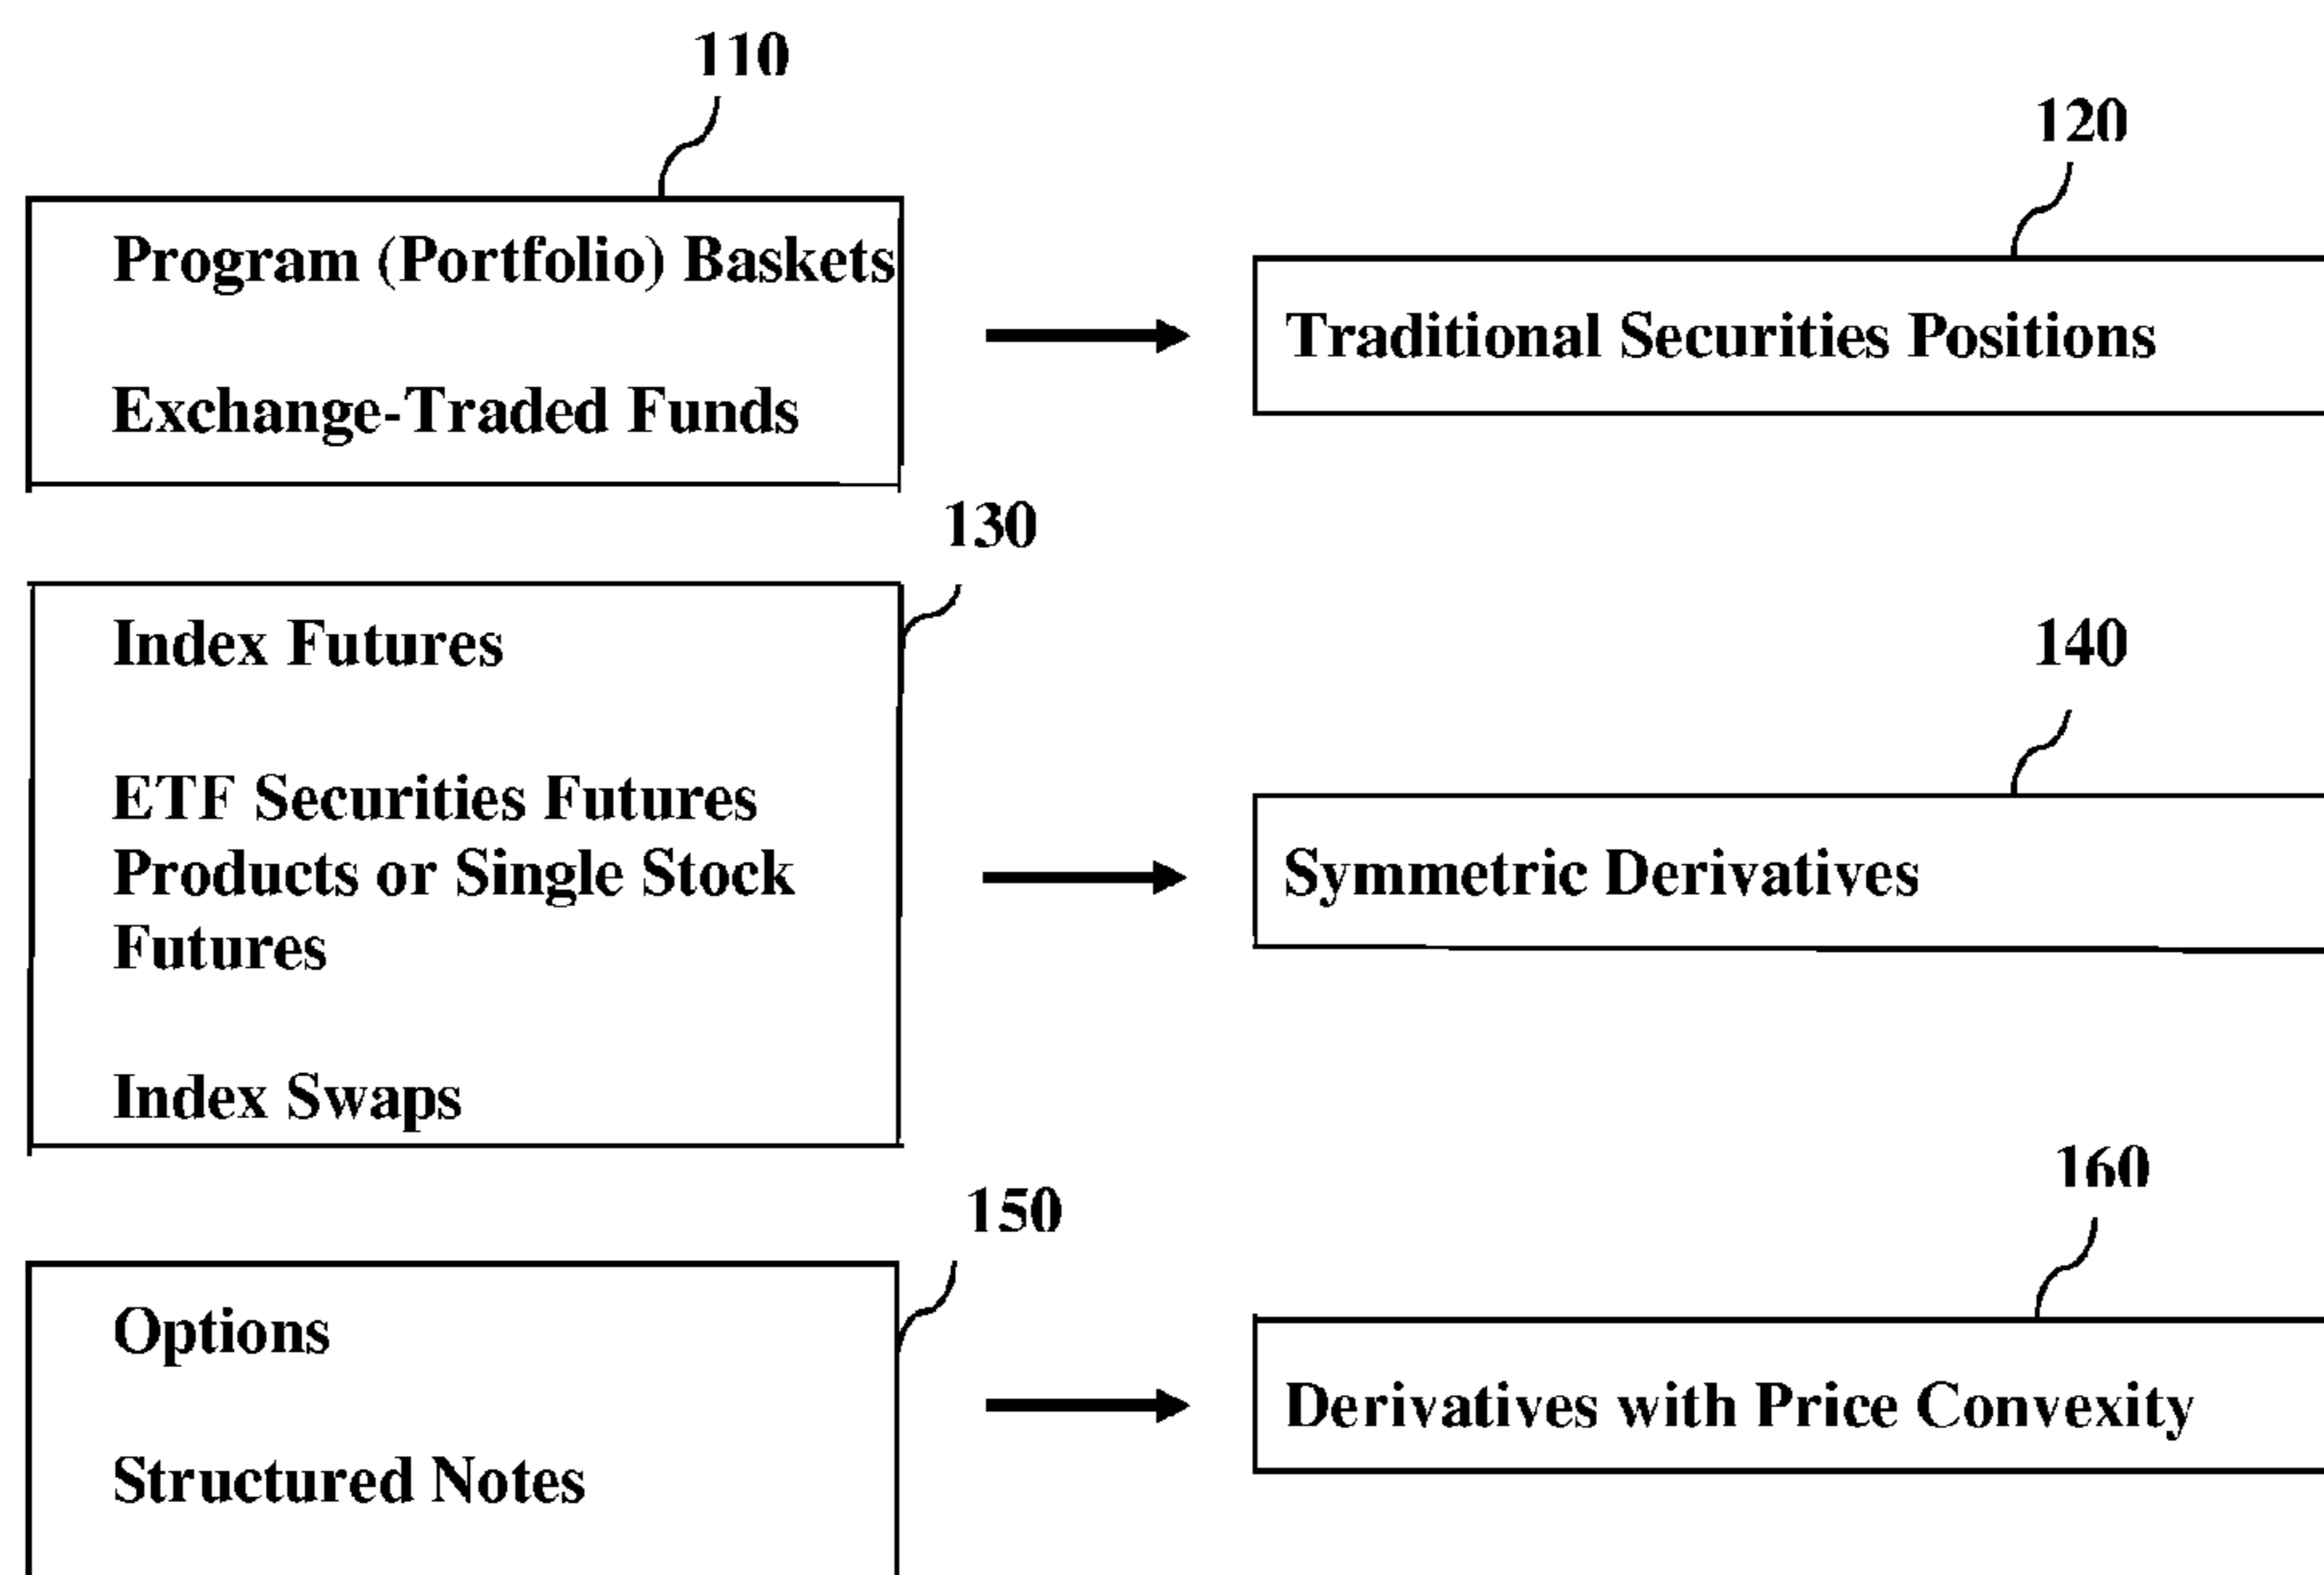 110
120
Program (Portfolio) Baskets
Traditional Securities Positions
Exchange-Traded Funds
130
Index Futures
140
ETF Securities Futures
Products or Single Stock
Futures
Symmetric Derivatives
Index Swaps
160
150
Options
Derivatives with Price Convexity
Structured Notes